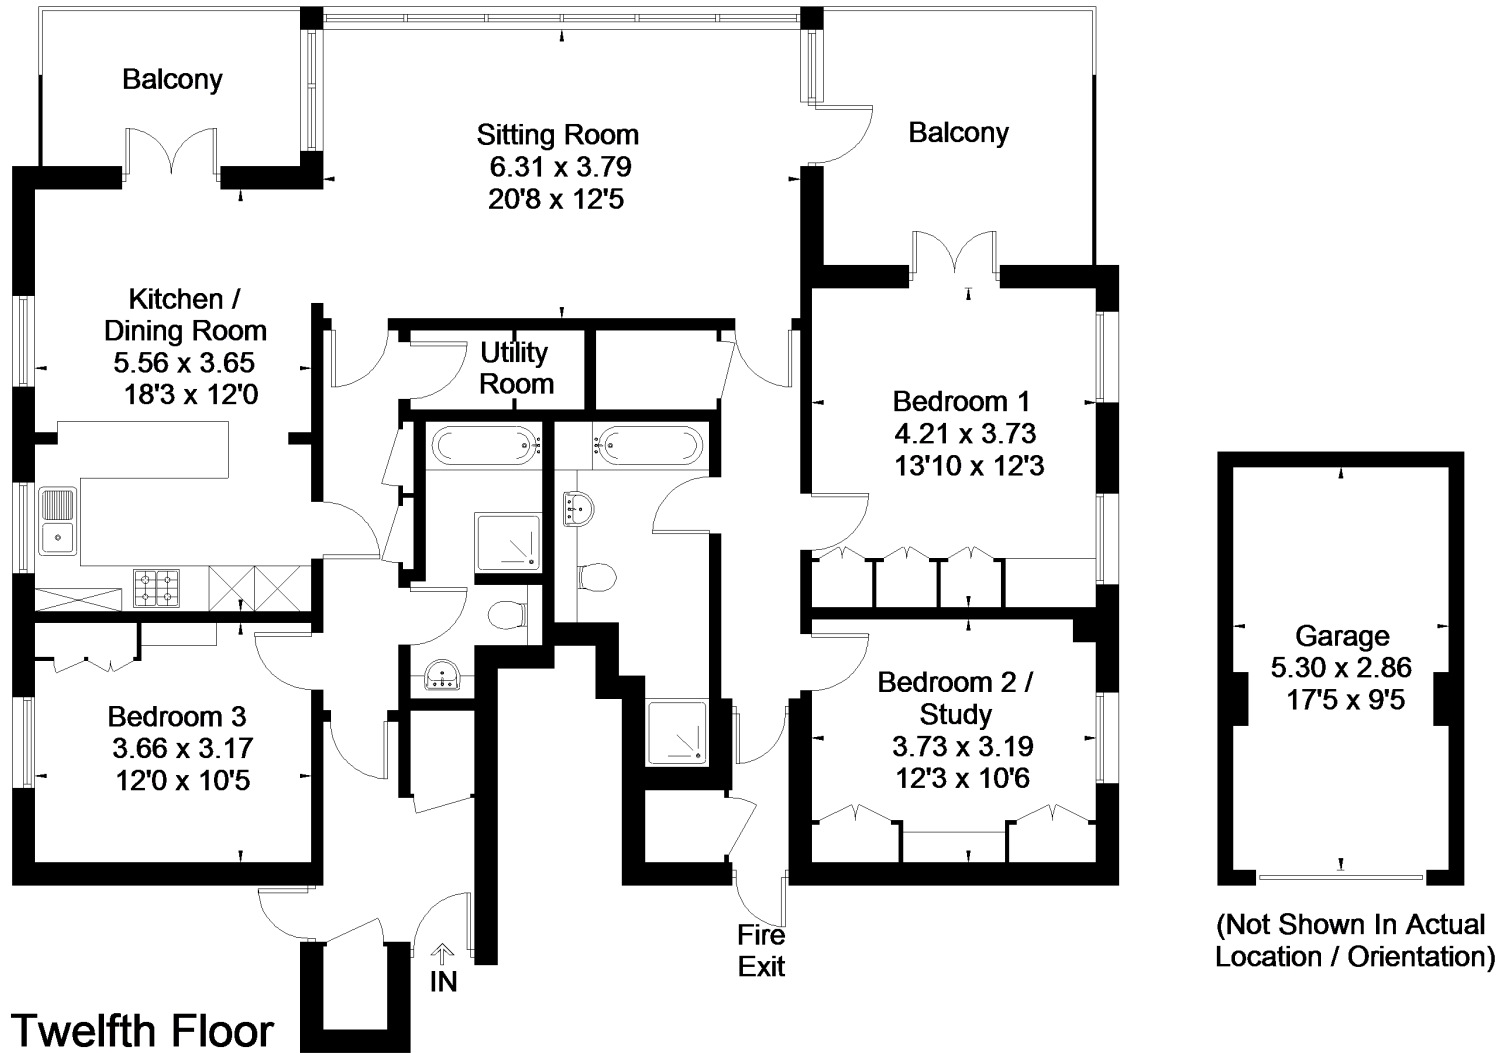 Balcony
Sitting Room
6.31 x 3.79
20'8 x 12'5
Balcony
Kitchen /
Dining Room
5.56 x 3.65
18'3 x 12'0
Utility
Room
Bedroom 1
4.21 x 3.73
13'10 x 12'3
Bedroom 3
3.66 x 3.17
12'0 x 10'5
Bedroom 2 /
Study
3.73 x 3.19
12'3 x 10'6
Garage
5.30 x 2.86
17'5 x 9'5
(Not Shown In Actual
Location / Orientation)
Fire
Exit
IN
Twelfth Floor